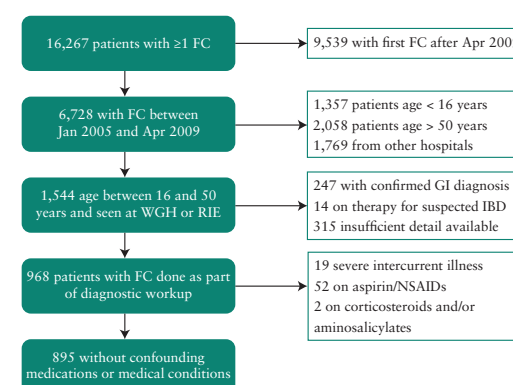 16,267 patients with ≥1 FC
9,539 with first FC after Apr
6,728 with FC between
Jan 2005 and Apr 2009
1,357 patients age < 16 years
2,058 patients age > 50 years
1,769 from other hospitals
1,544 age between 16 and 50
years and seen at WGH or RIE
247 with confirmed GI diagnosis
14 on therapy for suspected IBD
315 insufficient detail available
968 patients with FC done as part
of diagnostic workup
19 severe intercurrent illness
52 on aspirin/NSAIDs
2 on corticosteroids and/or
aminosalicylates
895 without confounding
medications or medical conditions